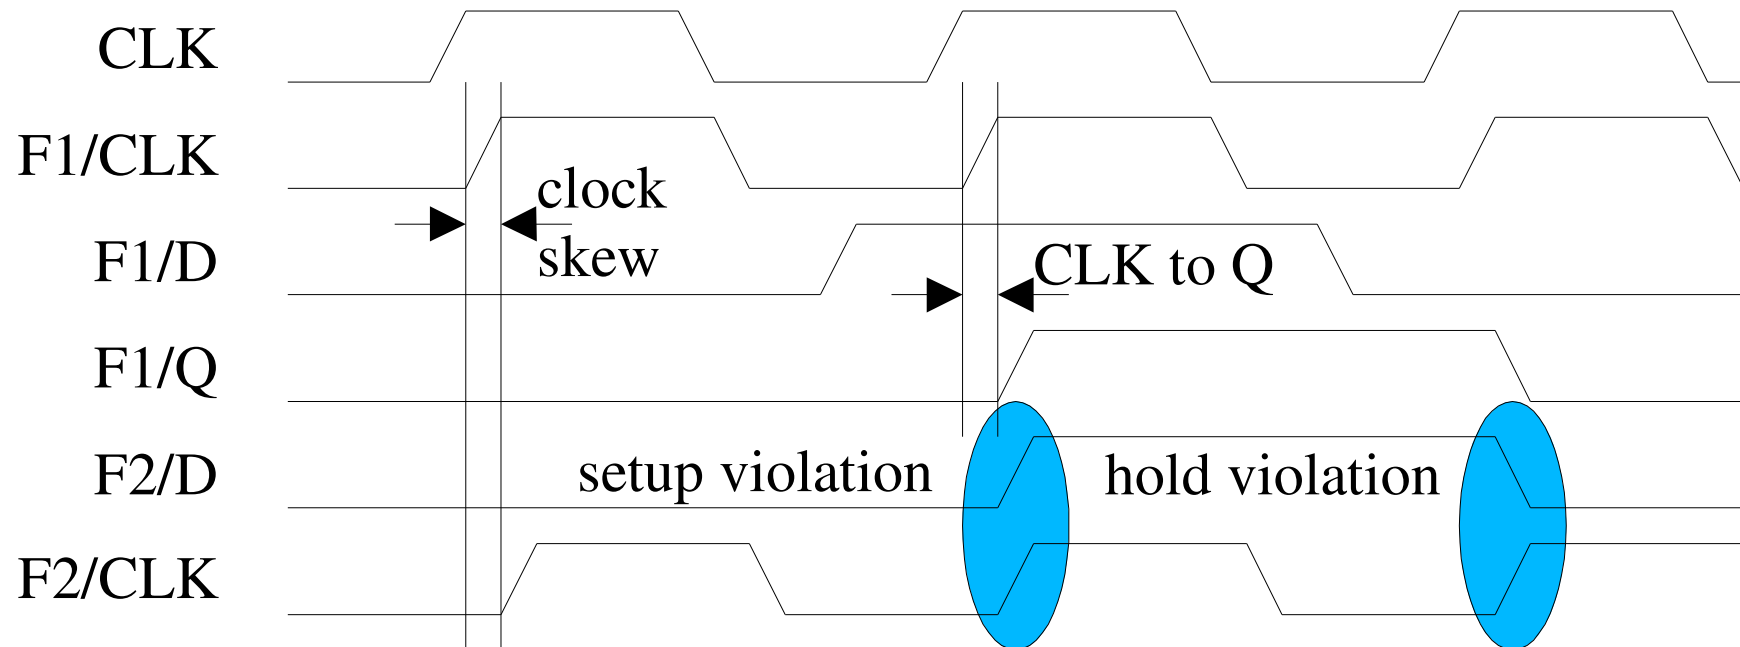 CLK
F1/CLK
clock
skew
F1/D
CLK to Q
F1/Q
F2/D
setup violation
hold violation
F2/CLK